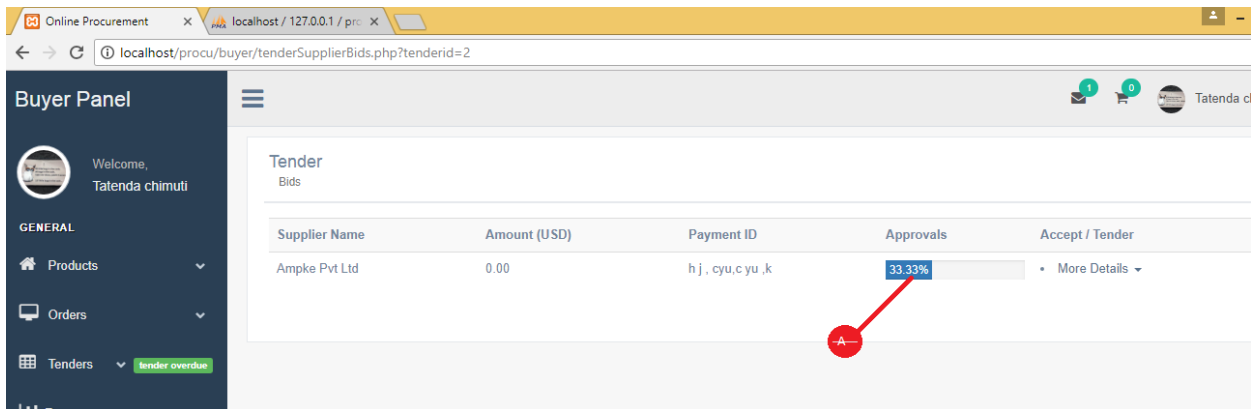 Online Procurement
localhost / 127.0.0.1 / pro
localhost/procu/buyer/tenderSupplierBids.php?tenderid=2
Buyer Panel
1
0
Tatenda
Welcome,
Tatenda chimuti
GENERAL
Products
Orders
Tenders tender overdue
Tender
Bids
Supplier Name Amount (USD) Payment ID Approvals Accept / Tender
Ampke Pvt Ltd 0.00 h j , cyu,c yu ,k 33.33% More Details
A